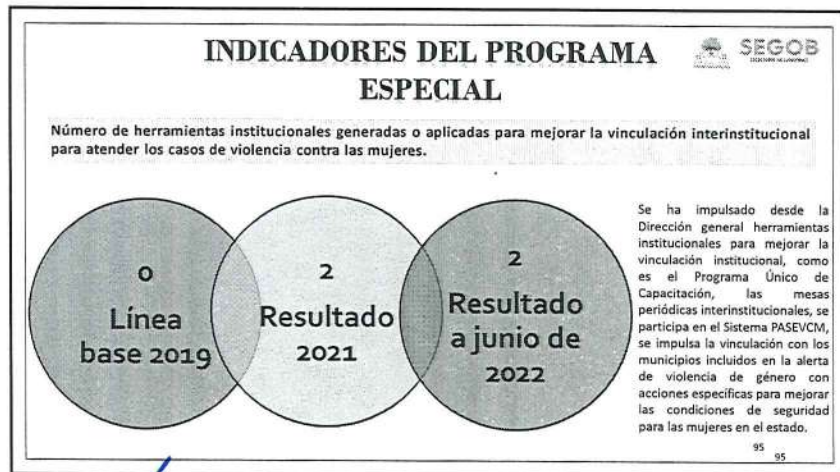 INDICADORES DEL PROGRAMA
ESPECIAL
SEGOB
Número de herramientas institucionales generadas o aplicadas para mejorar la vinculación interinstitucional
para atender los casos de violencia contra las mujeres.
0
Línea
base 2019
2
Resultado
2021
2
Resultado
a junio de
2022
Se ha impulsado desde la
Dirección general herramientas
institucionales para mejorar la
vinculación institucional, como
es el Programa Único de
Capacitación, las mesas
periódicas interinstitucionales, se
participa en el Sistema PASEVCM,
se impulsa la vinculación con los
municipios incluidos en la alerta
de violencia de género con
acciones específicas para mejorar
las condiciones de seguridad
para las mujeres en el estado.
95
95